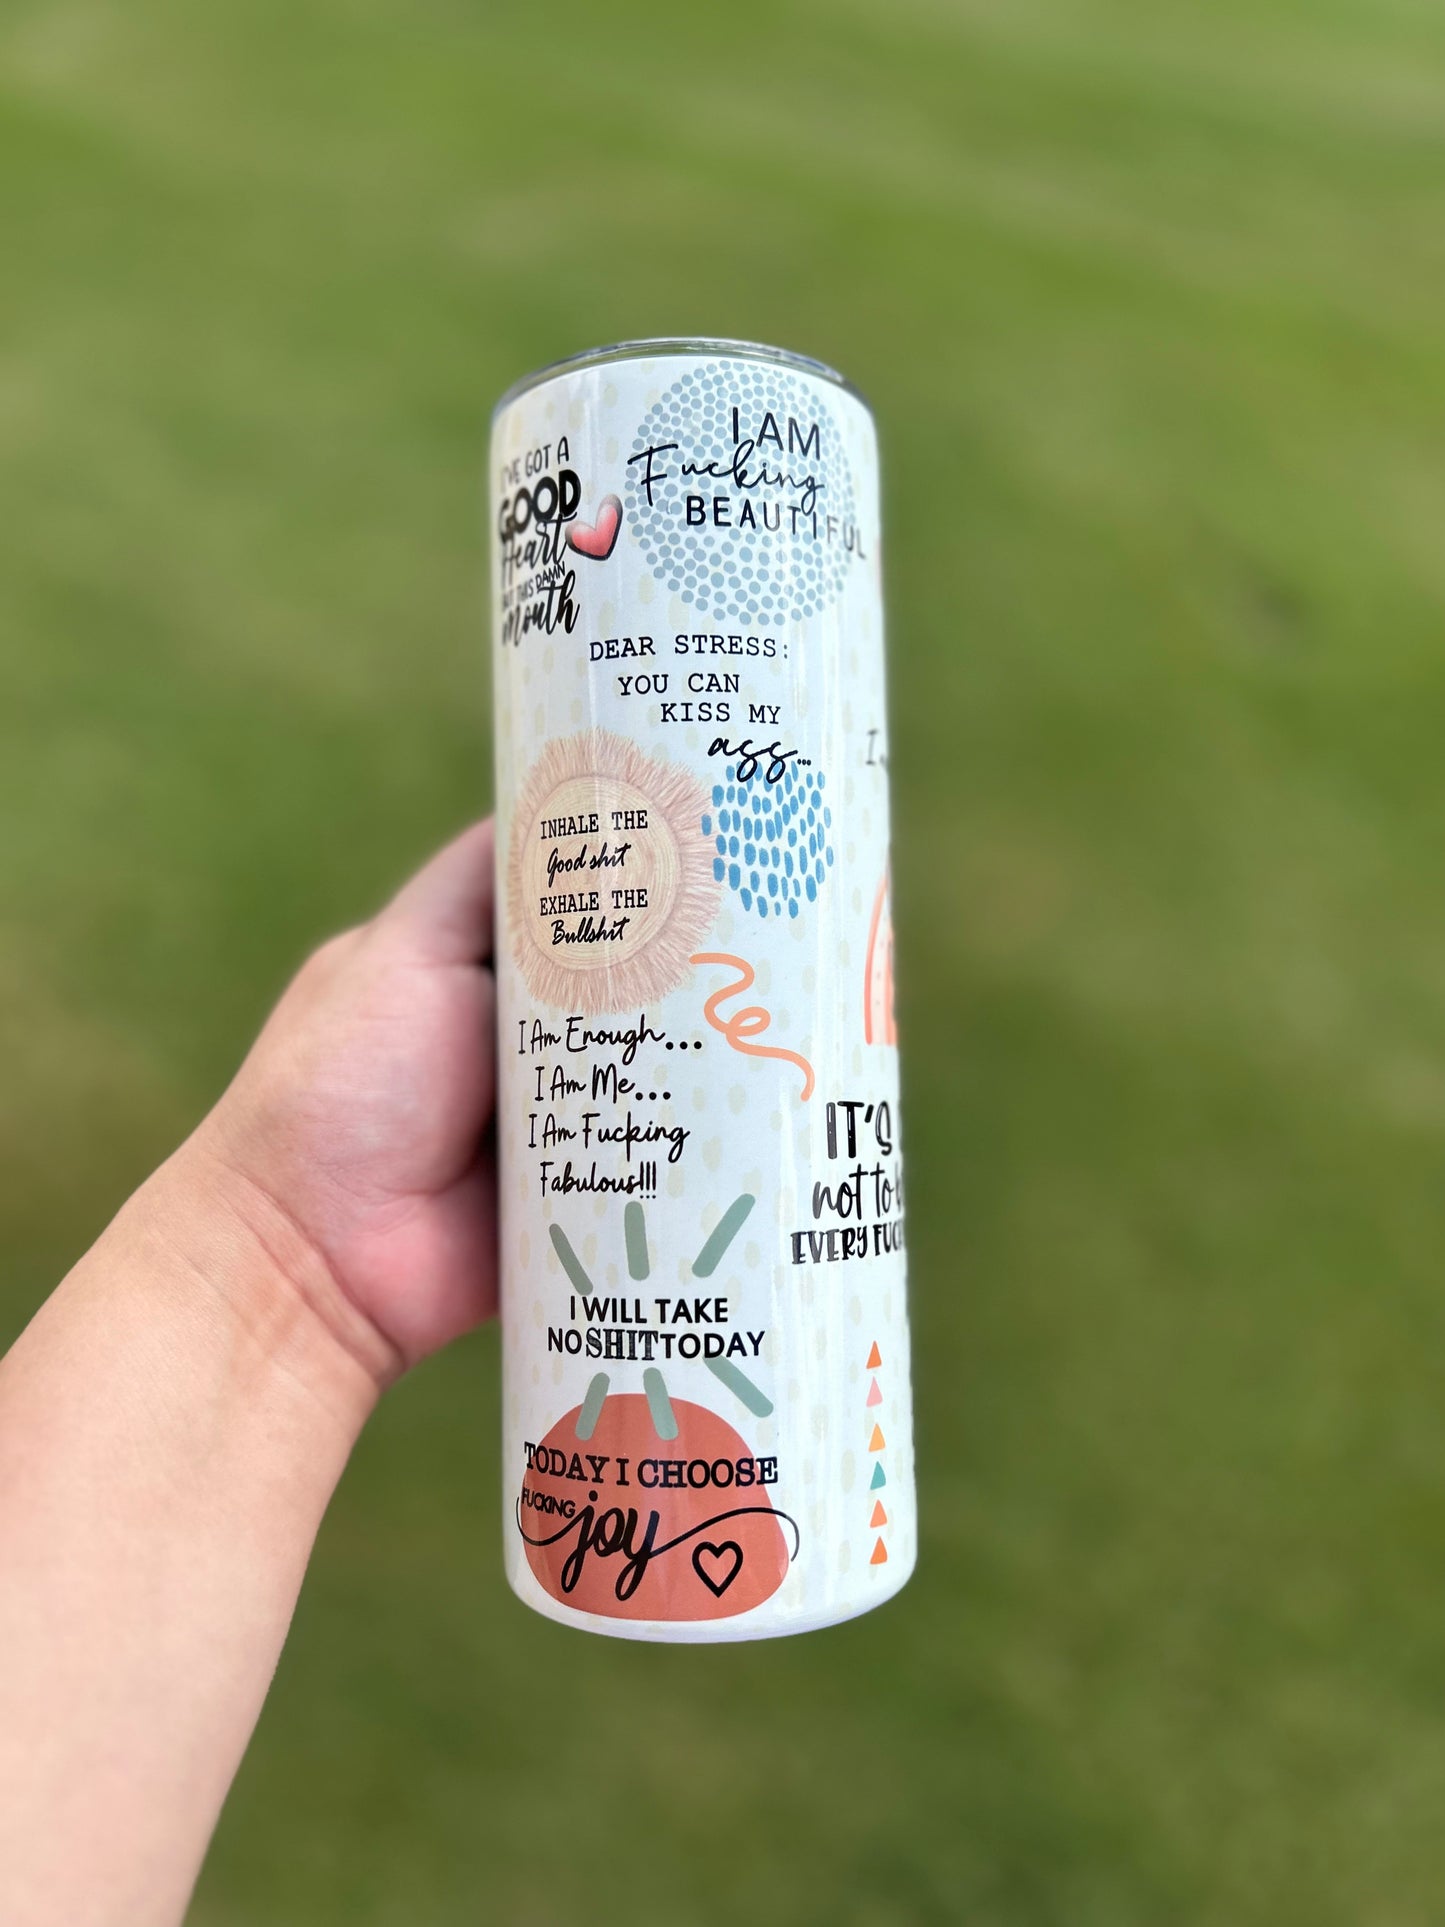 I'VE GOT A
GOOD
Heart
BUT THIS DAMN
Mouth
I AM
Fucking
BEAUTIFUL
DEAR STRESS:
YOU CAN
KISS MY
ass...
INHALE THE
Good shit
EXHALE THE
Bullshit
I Am Enough...
I Am Me...
I Am Fucking
Fabulous!!!
I
IT'S
not to
EVERY
I WILL TAKE
NO SHIT TODAY
TODAY I CHOOSE
FUCKING
joy